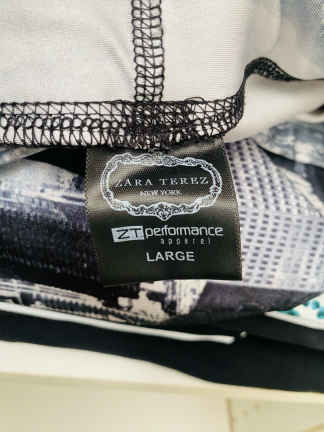 ZARA TEREZ
NEW YORK
ZT performance
apparel
LARGE